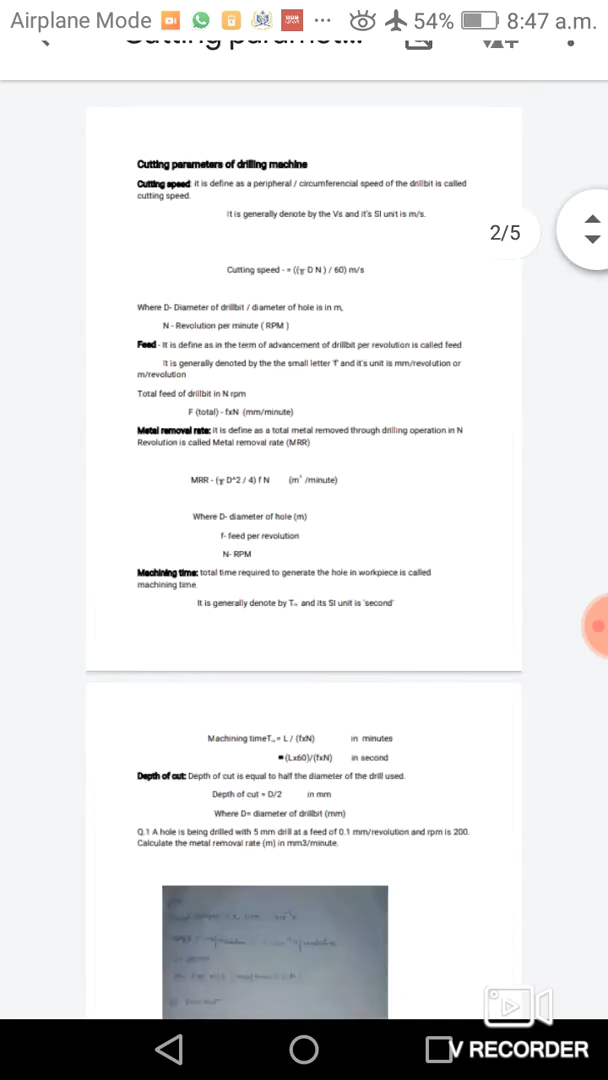 Airplane Mode ... 54% 8:47 a.m.
Cutting paramet...
2/5
Cutting parameters of drilling machine
Cutting speed: it is define as a peripheral / circumferencial speed of the drillbit is called
cutting speed.
It is generally denote by the Vs and it's SI unit is m/s.
Cutting speed - = ((π D N ) / 60) m/s
Where D- Diameter of drillbit / diameter of hole is in m,
N - Revolution per minute ( RPM )
Feed - It is define as in the term of advancement of drillbit per revolution is called feed
It is generally denoted by the the small letter 'f' and it's unit is mm/revolution or
m/revolution
Total feed of drillbit in N rpm
F (total) - fxN (mm/minute)
Metal removal rate: it is define as a total metal removed through drilling operation in N
Revolution is called Metal removal rate (MRR)
MRR - (π D^2 / 4) f N (m³ /minute)
Where D- diameter of hole (m)
f- feed per revolution
N- RPM
Machining time: total time required to generate the hole in workpiece is called
machining time.
It is generally denote by Tₘ and its SI unit is 'second'
Machining timeTₘ = L / (fxN) in minutes
=(Lx60)/(fxN) in second
Depth of cut: Depth of cut is equal to half the diameter of the drill used.
Depth of cut = D/2 in mm
Where D= diameter of drillbit (mm)
Q.1 A hole is being drilled with 5 mm drill at a feed of 0.1 mm/revolution and rpm is 200.
Calculate the metal removal rate (m) in mm3/minute.
V RECORDER